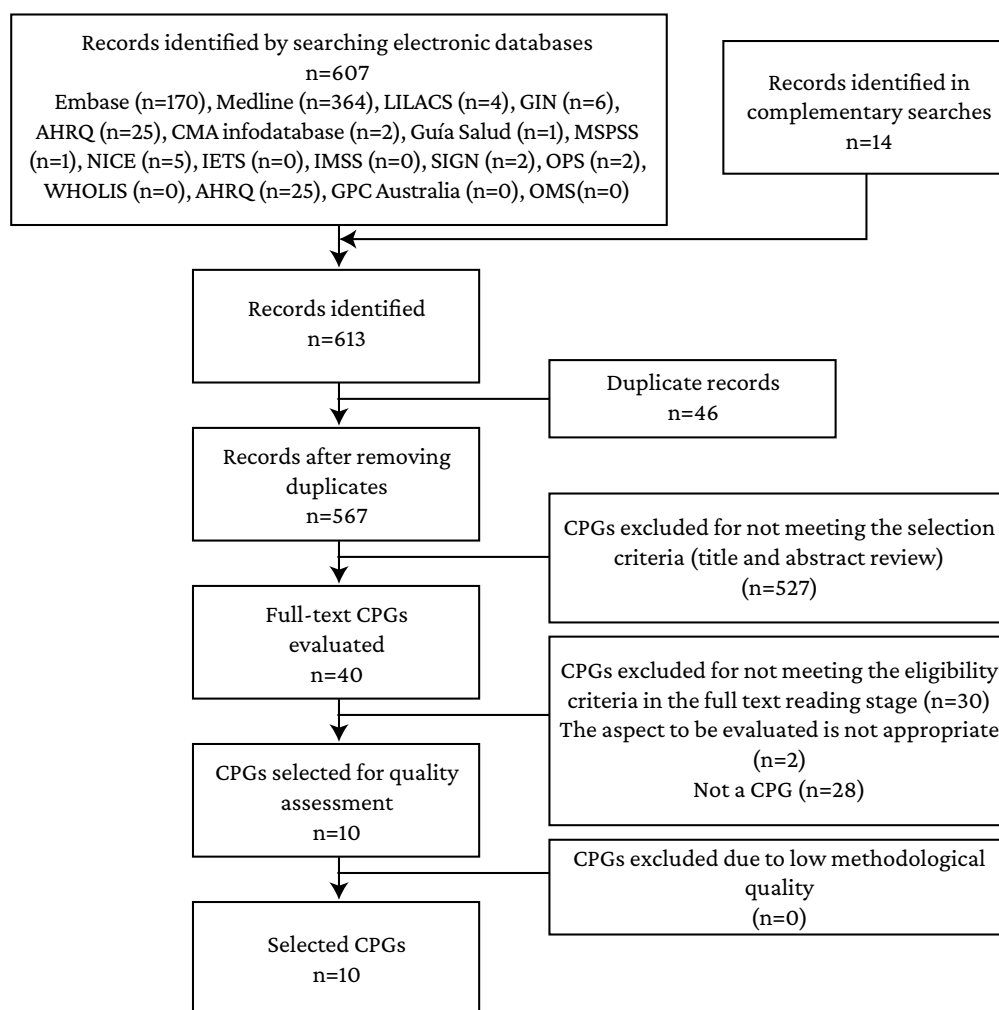 Records identified by searching electronic databases
n=607
Embase (n=170), Medline (n=364), LILACS (n=4), GIN (n=6),
AHRQ (n=25), CMA infodatabase (n=2), Guía Salud (n=1), MSPSS
(n=1), NICE (n=5), IETS (n=0), IMSS (n=0), SIGN (n=2), OPS (n=2),
WHOLIS (n=0), AHRQ (n=25), GPC Australia (n=0), OMS(n=0)
Records identified in
complementary searches
n=14
Records identified
n=613
Duplicate records
n=46
Records after removing
duplicates
n=567
CPGs excluded for not meeting the selection
criteria (title and abstract review)
(n=527)
Full-text CPGs
evaluated
n=40
CPGs excluded for not meeting the eligibility
criteria in the full text reading stage (n=30)
The aspect to be evaluated is not appropriate
(n=2)
Not a CPG (n=28)
CPGs selected for quality
assessment
n=10
CPGs excluded due to low methodological
quality
(n=0)
Selected CPGs
n=10